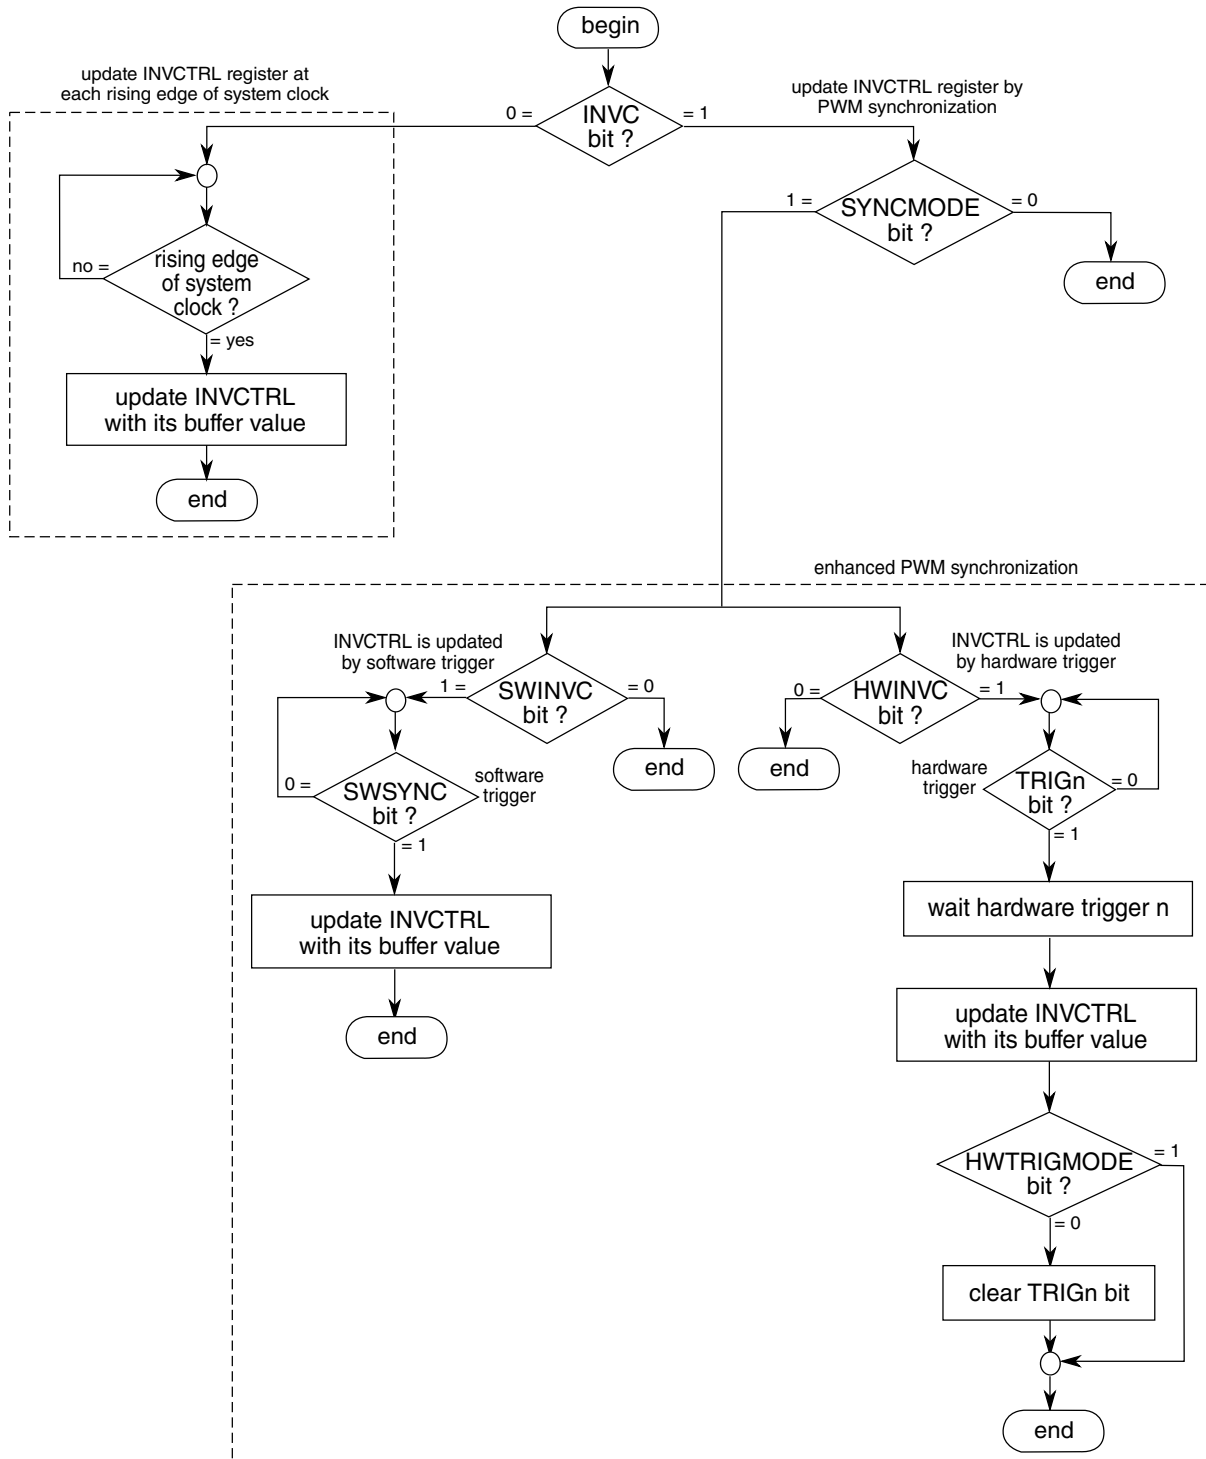 begin
update INVCTRL register at
each rising edge of system clock
update INVCTRL register by
PWM synchronization
0 =
INVC
bit ?
= 1
1 =
SYNCMODE
bit ?
= 0
end
no =
rising edge
of system
clock ?
= yes
update INVCTRL
with its buffer value
end
enhanced PWM synchronization
INVCTRL is updated
by software trigger
1 =
SWINVC
bit ?
= 0
end
INVCTRL is updated
by hardware trigger
0 =
HWINVC
bit ?
= 1
end
0 =
SWSYNC
bit ?
software
trigger
= 1
update INVCTRL
with its buffer value
end
hardware
trigger
TRIGn
bit ?
= 0
= 1
wait hardware trigger n
update INVCTRL
with its buffer value
HWTRIGMODE
bit ?
= 1
= 0
clear TRIGn bit
end